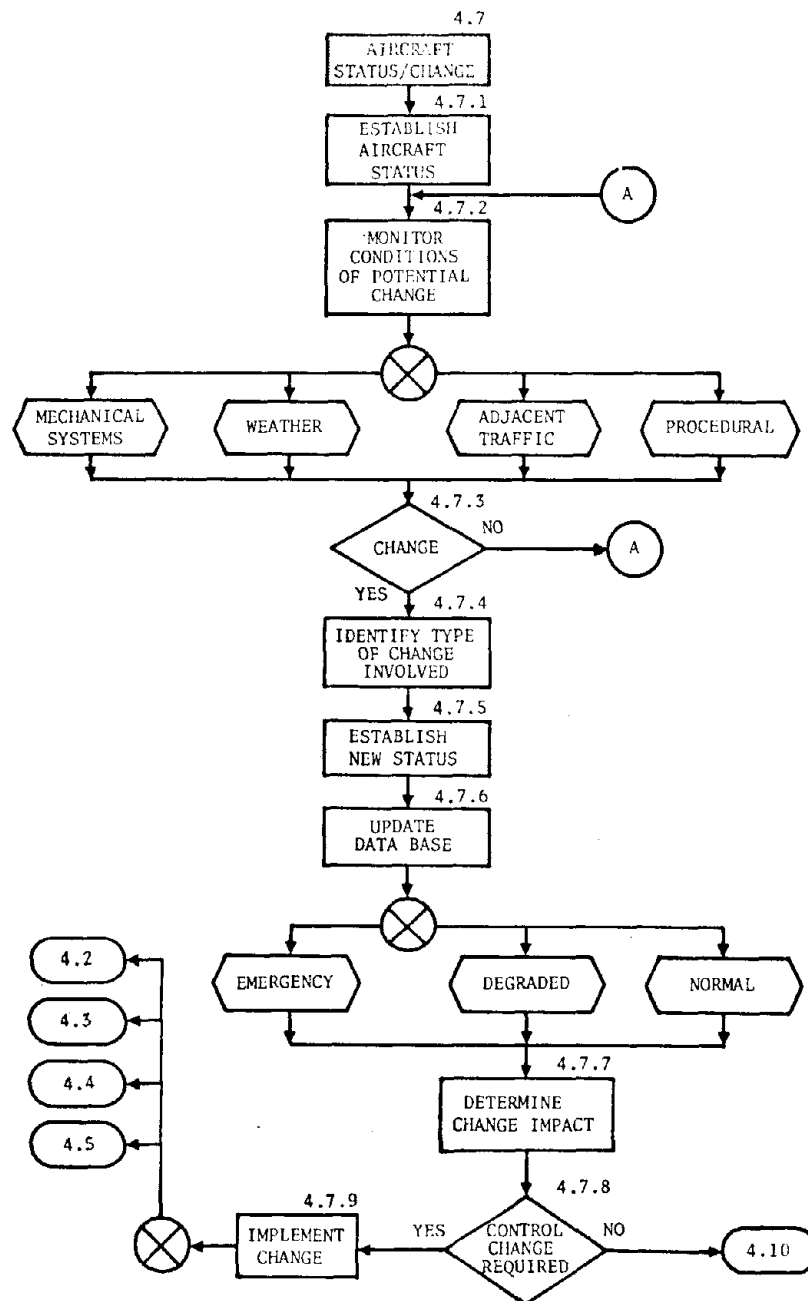 4.7
AIRCRAFT
STATUS/CHANGE
4.7.1
ESTABLISH
AIRCRAFT
STATUS
A
4.7.2
MONITOR
CONDITIONS
OF POTENTIAL
CHANGE
MECHANICAL
SYSTEMS
WEATHER
ADJACENT
TRAFFIC
PROCEDURAL
4.7.3
CHANGE
NO
A
YES
4.7.4
IDENTIFY TYPE
OF CHANGE
INVOLVED
4.7.5
ESTABLISH
NEW STATUS
4.7.6
UPDATE
DATA BASE
4.2
4.3
4.4
4.5
EMERGENCY
DEGRADED
NORMAL
4.7.7
DETERMINE
CHANGE IMPACT
4.7.8
CONTROL
CHANGE
REQUIRED
YES
NO
4.7.9
IMPLEMENT
CHANGE
4.10